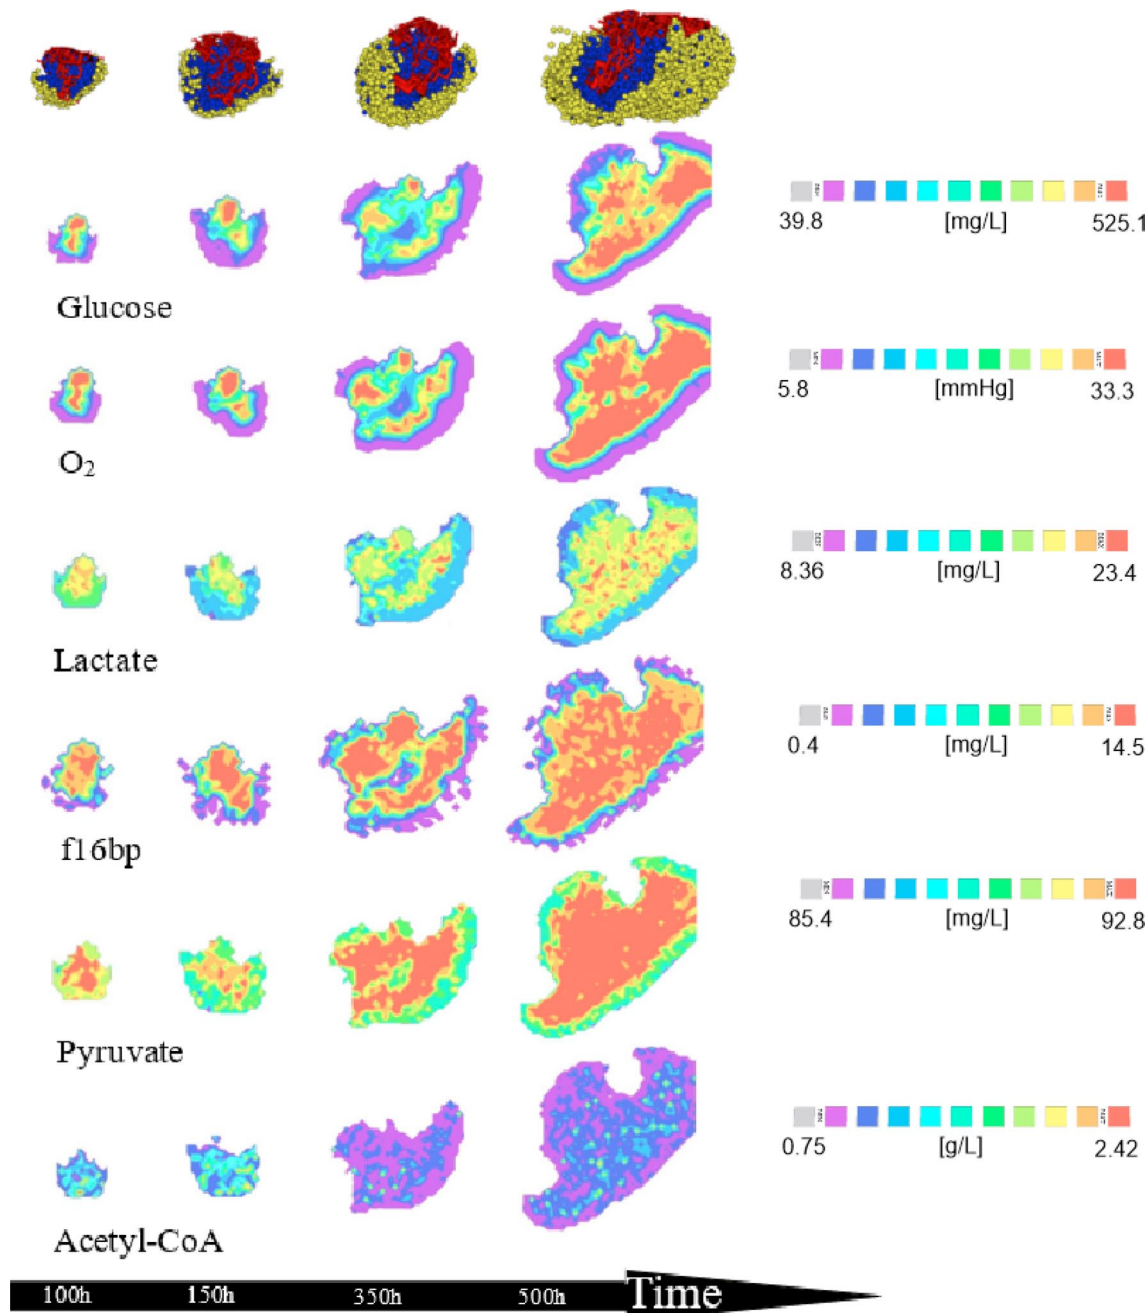 39.8 [mg/L] 525.1
Glucose
5.8 [mmHg] 33.3
O₂
8.36 [mg/L] 23.4
Lactate
0.4 [mg/L] 14.5
f16bp
85.4 [mg/L] 92.8
Pyruvate
0.75 [g/L] 2.42
Acetyl-CoA
100h 150h 350h 500h Time